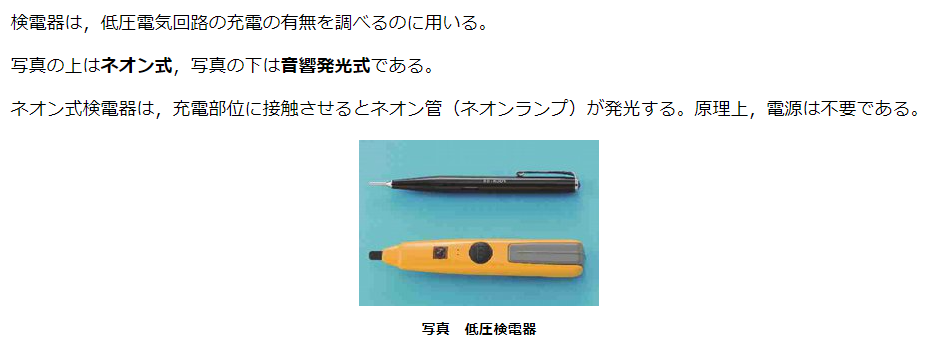 検電器は，低圧電気回路の充電の有無を調べるのに用いる。
写真の上はネオン式，写真の下は音響発光式である。
ネオン式検電器は，充電部位に接触させるとネオン管（ネオンランプ）が発光する。原理上，電源は不要である。
写真　低圧検電器